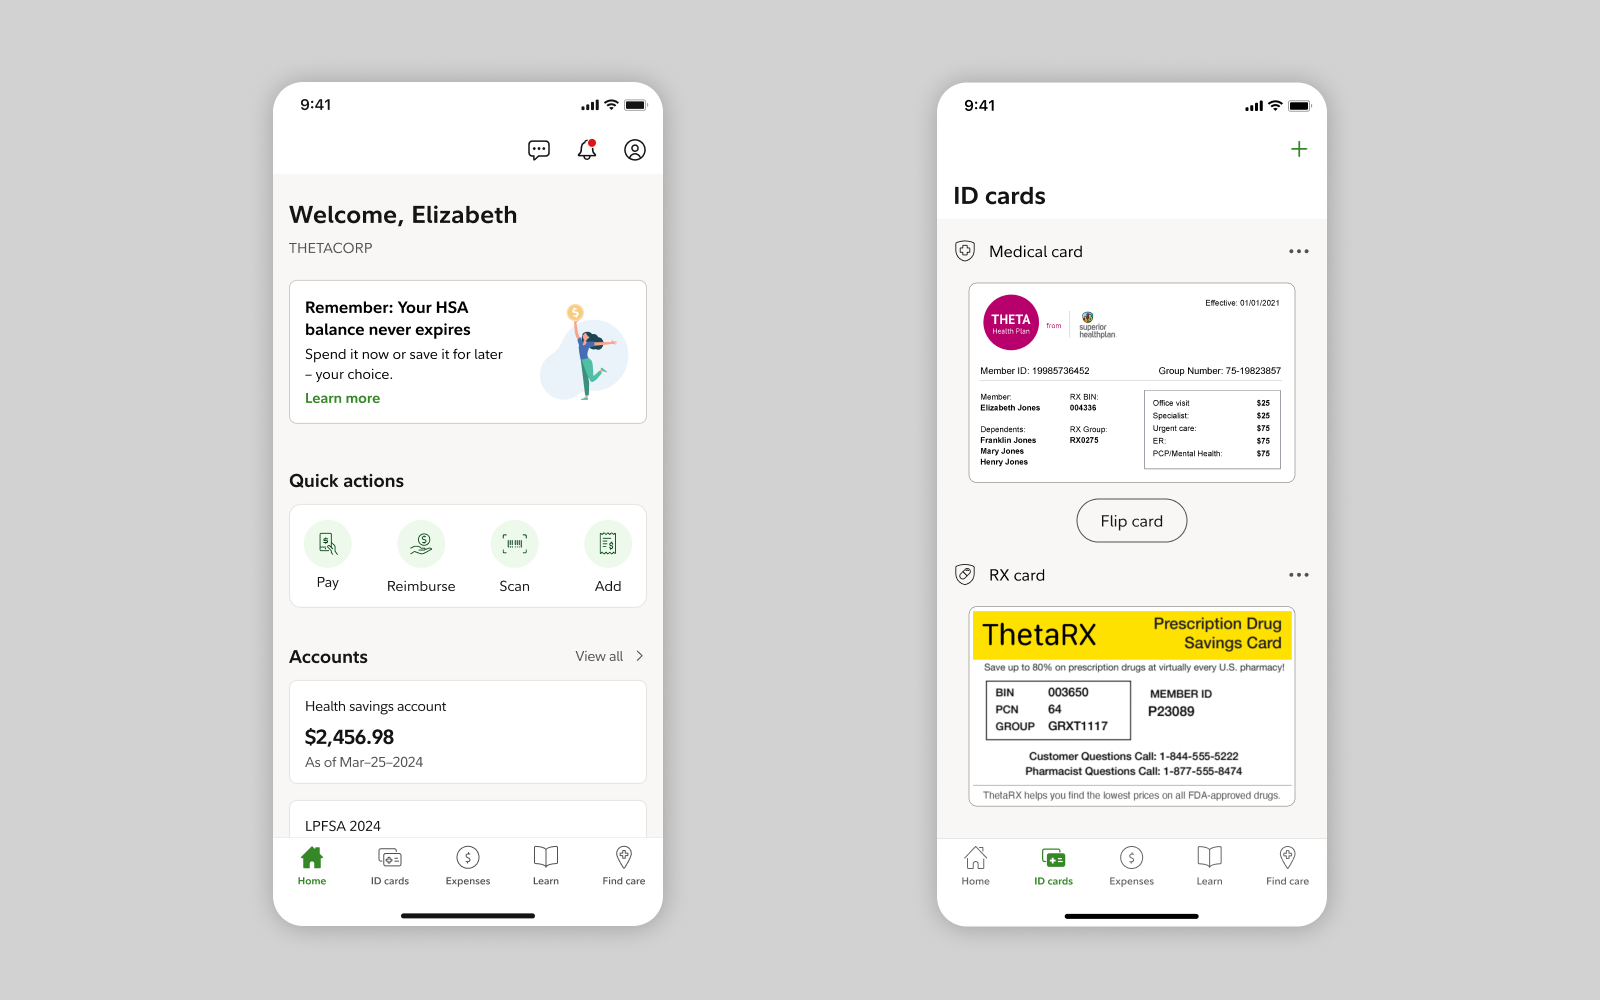 9:41
Welcome, Elizabeth
THETACORP
Remember: Your HSA
balance never expires
Spend it now or save it for later
– your choice.
Learn more
Quick actions
Pay
Reimburse
Scan
Add
Accounts
View all
Health savings account
$2,456.98
As of Mar–25–2024
LPFSA 2024
Home
ID cards
Expenses
Learn
Find care
9:41
ID cards
Medical card
THETA
Health Plan
from
superior
healthplan.
Effective: 01/01/2021
Member ID: 19985736452
Group Number: 75-19823857
Member:
Elizabeth Jones
Dependents:
Franklin Jones
Mary Jones
Henry Jones
RX BIN:
004336
RX Group:
RX0275
Office visit $25
Specialist: $25
Urgent care: $75
ER: $75
PCP/Mental Health: $75
Flip card
RX card
ThetaRX
Prescription Drug
Savings Card
Save up to 80% on prescription drugs at virtually every U.S. pharmacy!
BIN 003650
PCN 64
GROUP GRXT1117
MEMBER ID
P23089
Customer Questions Call: 1-844-555-5222
Pharmacist Questions Call: 1-877-555-8474
ThetaRX helps you find the lowest prices on all FDA-approved drugs.
Home
ID cards
Expenses
Learn
Find care